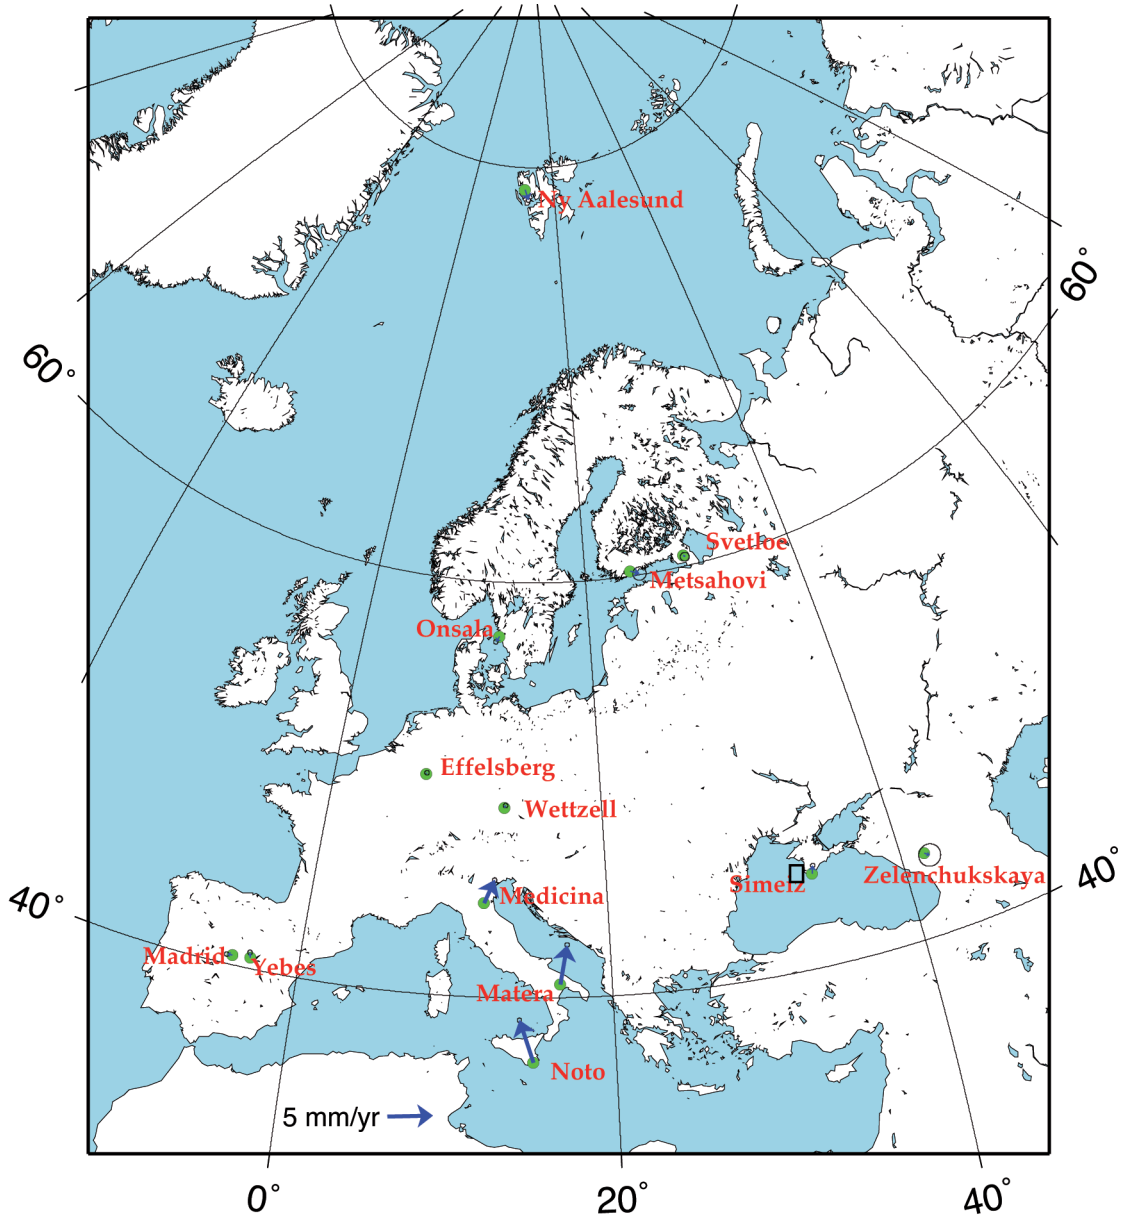 Ny Aalesund
60°
60°
Svetloe
Metsahovi
Onsala
Effelsberg
Wettzell
Simeiz
Zelenchukskaya
40°
Medicina
40°
Madrid
Yebes
Matera
Noto
5 mm/yr
0°
20°
40°